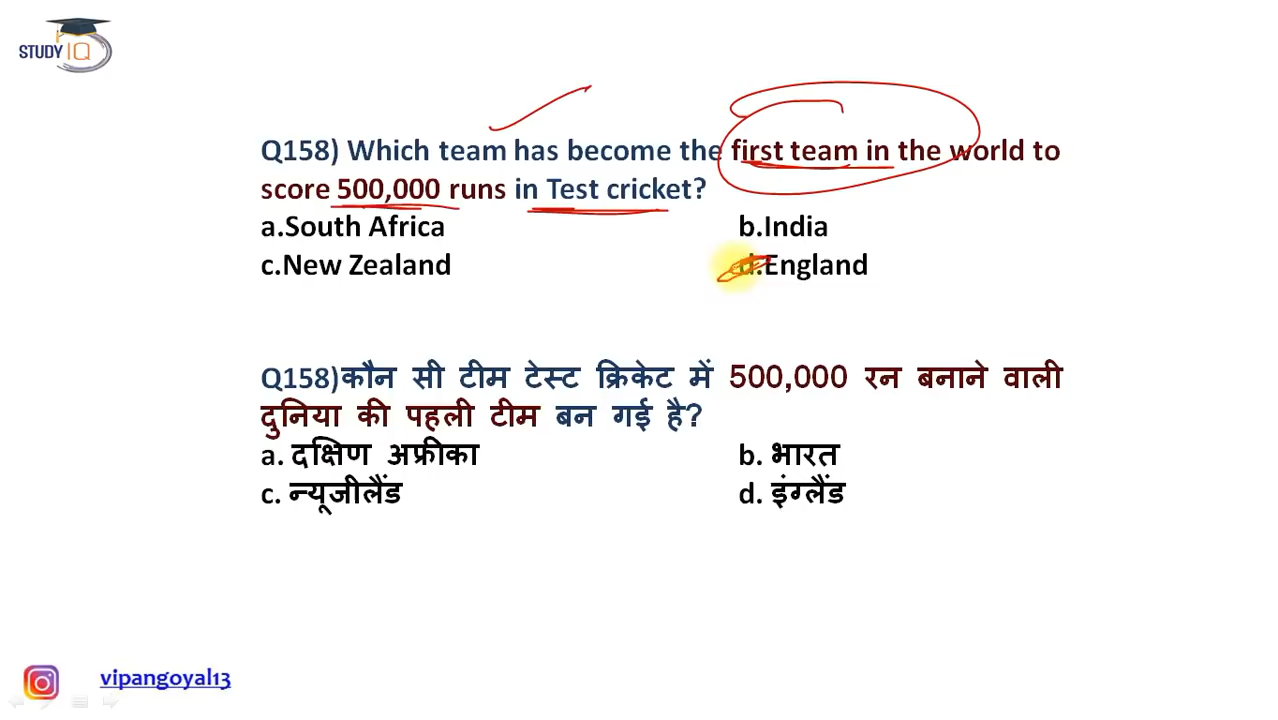 STUDY IQ
Q158) Which team has become the first team in the world to
score 500,000 runs in Test cricket?
a.South Africa b.India
c.New Zealand d.England
Q158)कौन सी टीम टेस्ट क्रिकेट में 500,000 रन बनाने वाली
दुनिया की पहली टीम बन गई है?
a. दक्षिण अफ्रीका b. भारत
c. न्यूजीलैंड d. इंग्लैंड
vipangoyal13